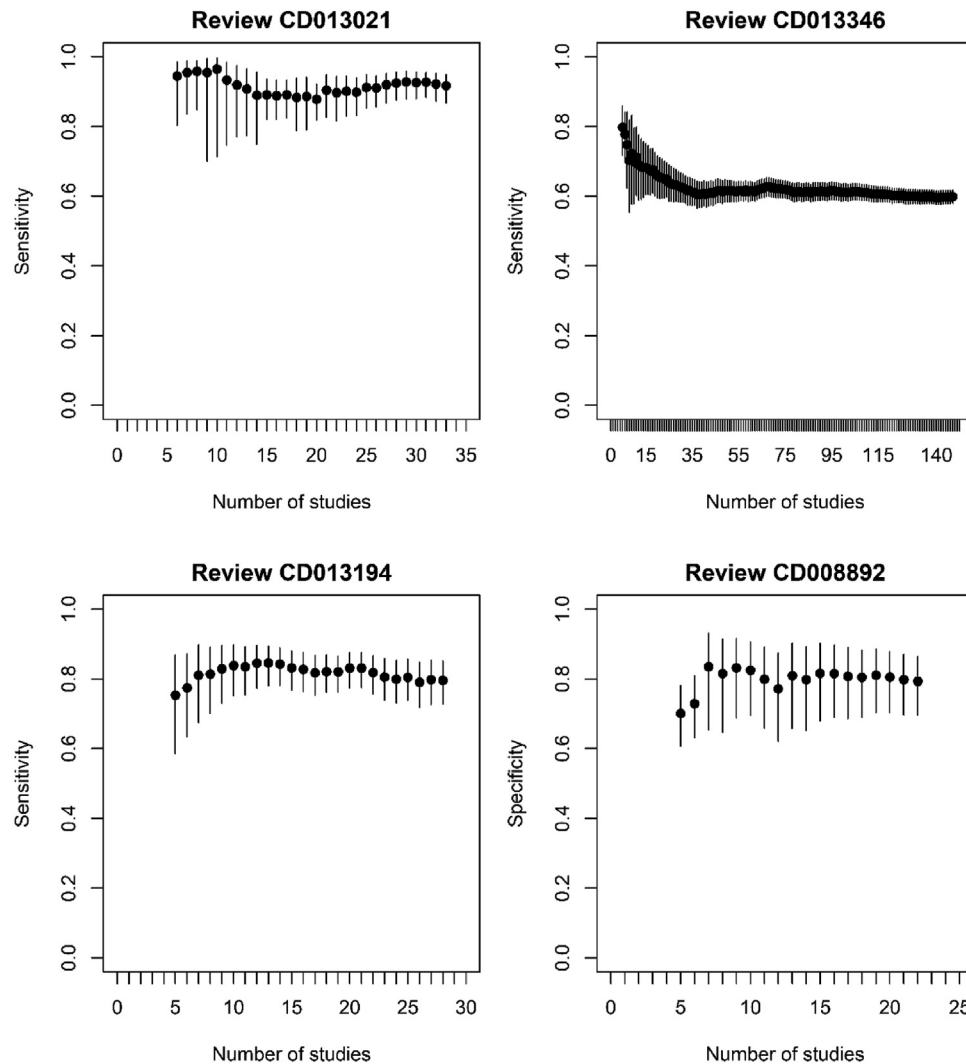 Review CD013021
Sensitivity
1.0
0.8
0.6
0.4
0.2
0.0
0 5 10 15 20 25 30 35
Number of studies
Review CD013346
Sensitivity
1.0
0.8
0.6
0.4
0.2
0.0
0 15 35 55 75 95 115 140
Number of studies
Review CD013194
Sensitivity
1.0
0.8
0.6
0.4
0.2
0.0
0 5 10 15 20 25 30
Number of studies
Review CD008892
Specificity
1.0
0.8
0.6
0.4
0.2
0.0
0 5 10 15 20 25
Number of studies